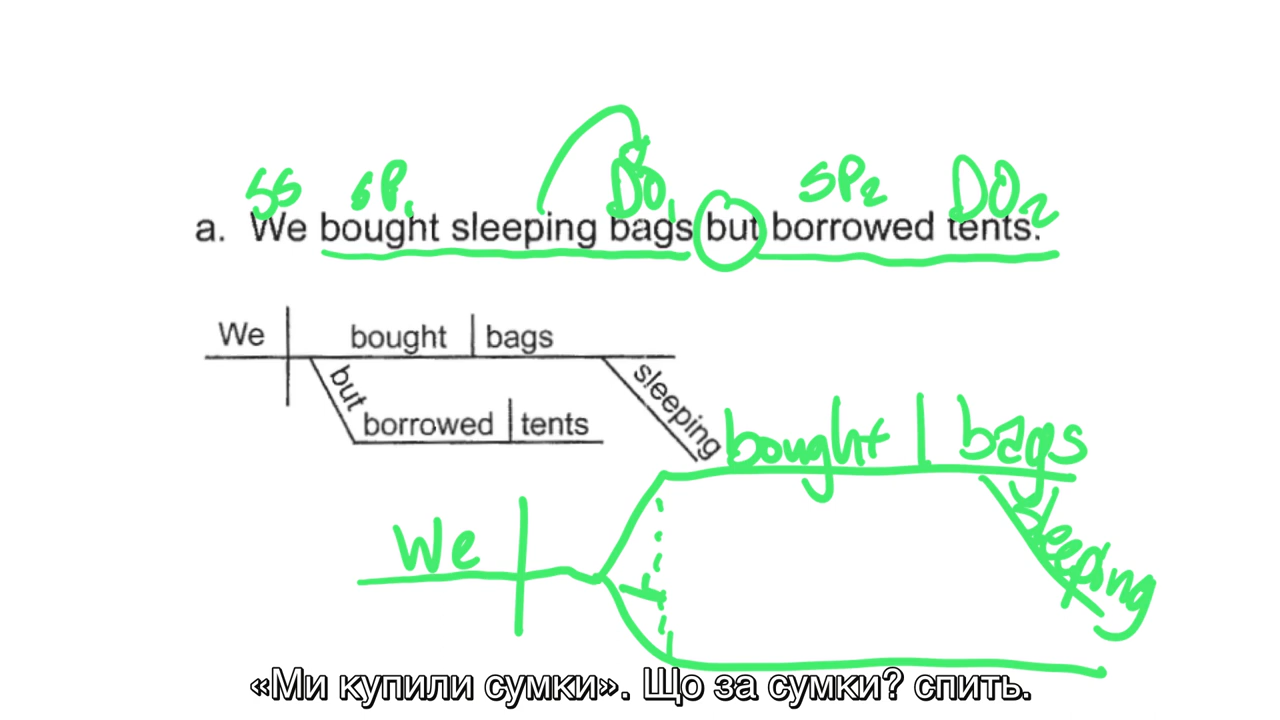 SS SP₁ DO₁ SP₂ DO₂
a. We bought sleeping bags but borrowed tents.
We bought bags
but sleeping
borrowed tents
bought bags
We sleeping
«Ми купили сумки». Що за сумки? спить.